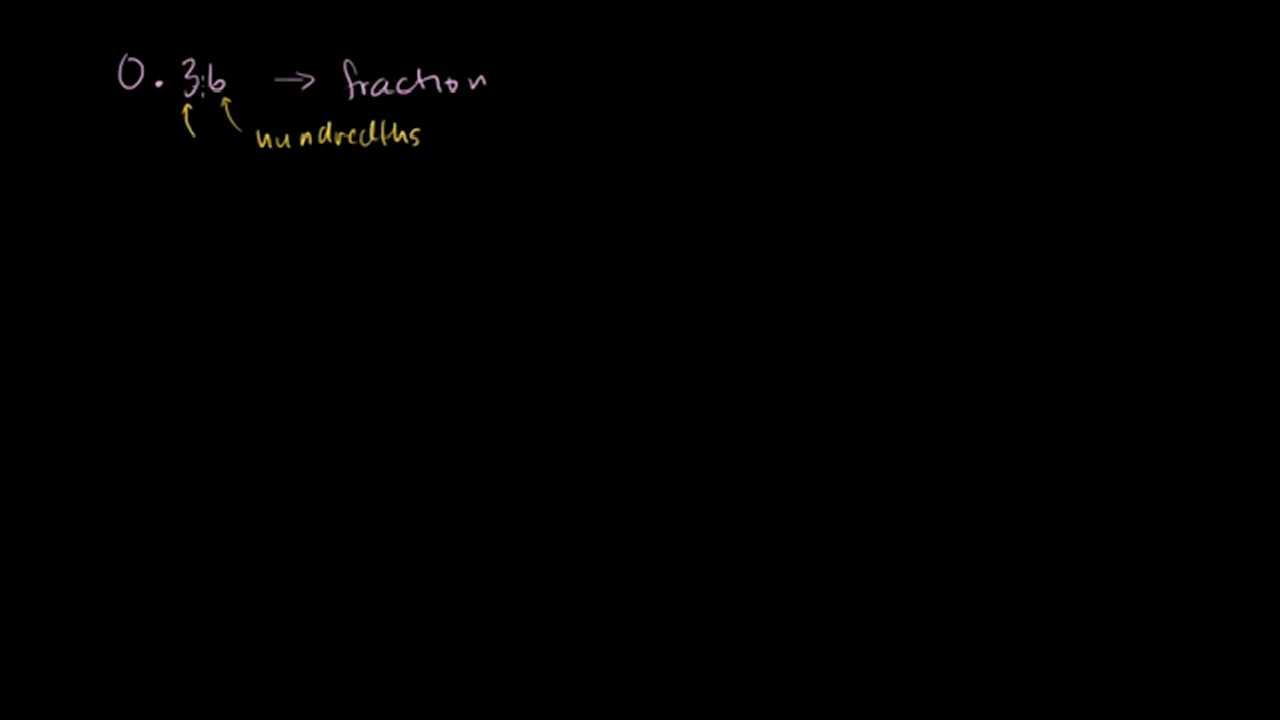 0.36 → fraction
hundredths